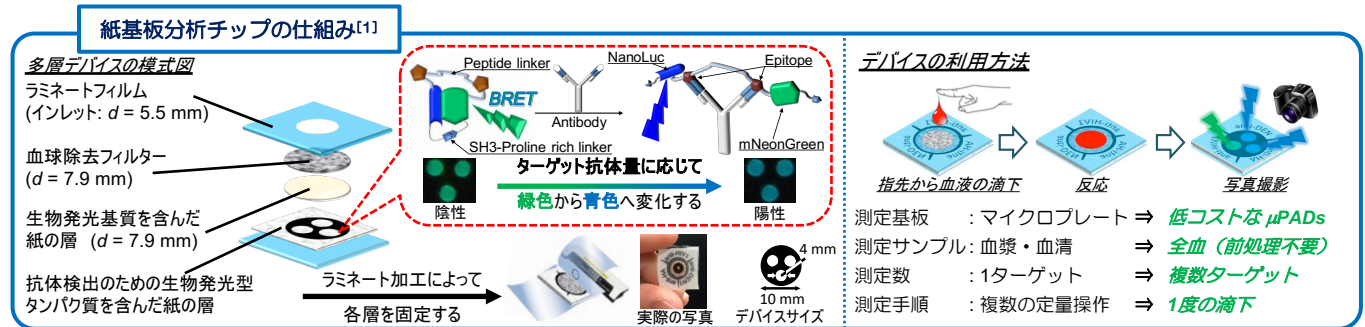 紙基板分析チップの仕組み[1]
多層デバイスの模式図
ラミネートフィルム
(インレット: d = 5.5 mm)
血球除去フィルター
(d = 7.9 mm)
生物発光基質を含んだ
紙の層 (d = 7.9 mm)
抗体検出のための生物発光型
タンパク質を含んだ紙の層
Peptide linker
BRET
SH3-Proline rich linker
Antibody
NanoLuc
Epitope
mNeonGreen
陰性
ターゲット抗体量に応じて
緑色から青色へ変化する
陽性
ラミネート加工によって
各層を固定する
実際の写真
4 mm
10 mm
デバイスサイズ
デバイスの利用方法
指先から血液の滴下
反応
写真撮影
測定基板 : マイクロプレート ⇒ 低コストな μPADs
測定サンプル : 血漿・血清 ⇒ 全血（前処理不要）
測定数 : 1ターゲット ⇒ 複数ターゲット
測定手順 : 複数の定量操作 ⇒ 1度の滴下